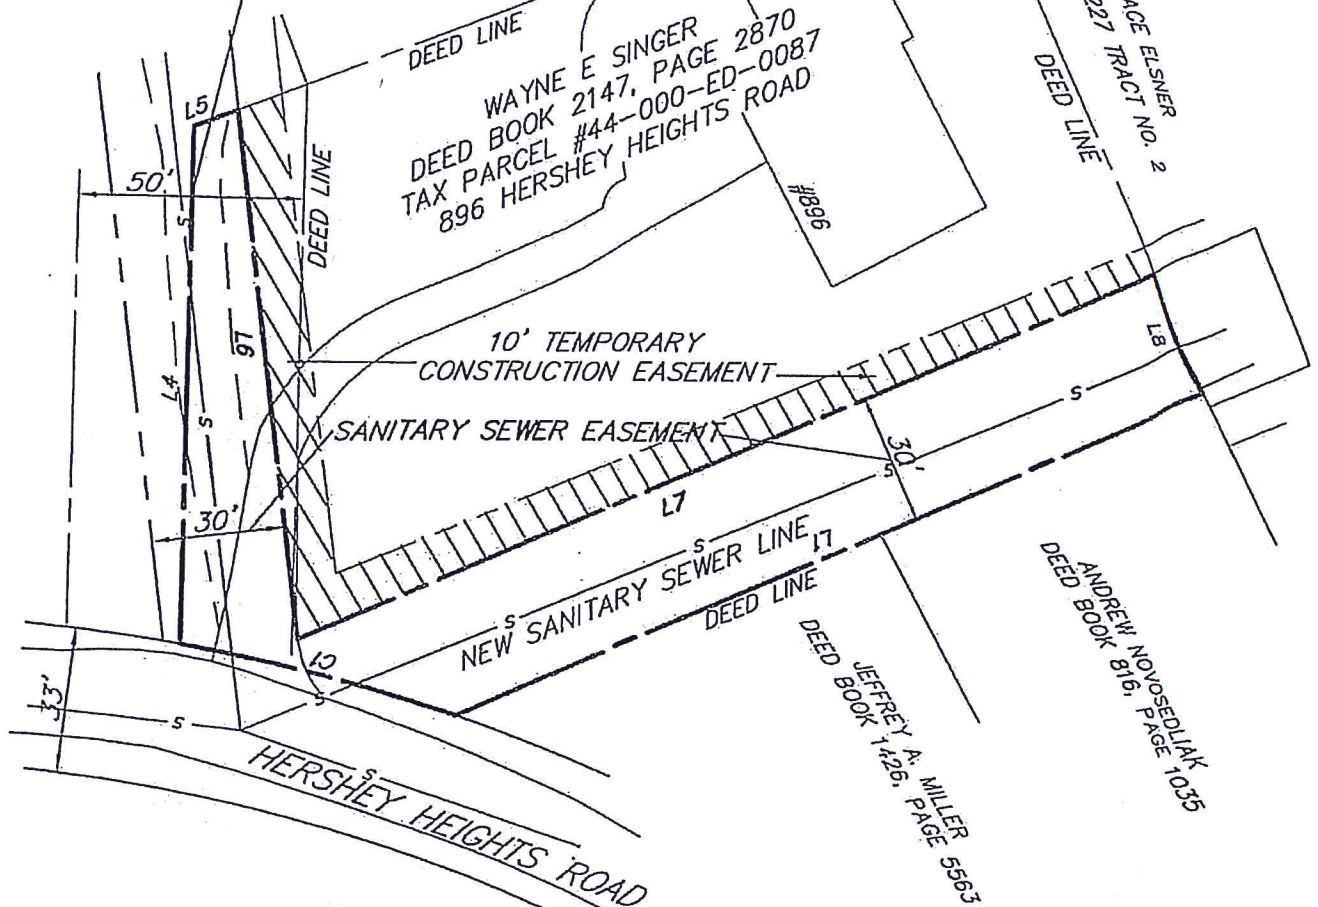 DEED LINE
WAYNE E SINGER
DEED BOOK 2147, PAGE 2870
TAX PARCEL #44-000-ED-0087
896 HERSHEY HEIGHTS ROAD
ACE ELSNER
227 TRACT NO. 2
DEED LINE
L5
50'
S
DEED LINE
#896
L6
L4
S
10' TEMPORARY
CONSTRUCTION EASEMENT
L8
S
SANITARY SEWER EASEMENT
30'
S
30'
L7
L1
S
NEW SANITARY SEWER LINE
DEED LINE
S
C1
S
33'
S
S
HERSHEY HEIGHTS ROAD
JEFFREY A. MILLER
DEED BOOK 1426, PAGE 5563
ANDREW NOVOSEDLIAK
DEED BOOK 816, PAGE 1035